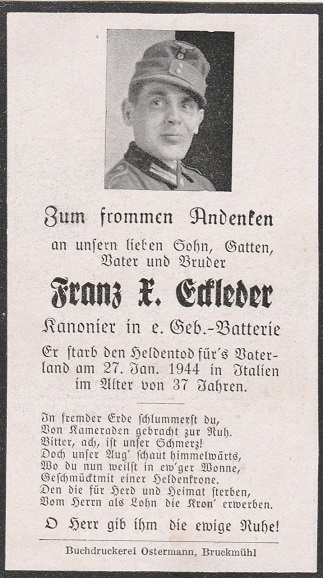 Zum frommen Andenken
an unsern lieben Sohn, Gatten,
Vater und Bruder
Franz X. Eckleder
Kanonier in e. Geb.-Batterie
Er starb den Heldentod für's Vater-
land am 27. Jan. 1944 in Italien
im Alter von 37 Jahren.
In fremder Erde schlummerst du,
Von Kameraden gebracht zur Ruh.
Bitter, ach, ist unser Schmerz!
Doch unser Aug' schaut himmelwärts,
Wo du nun weilst in ew'ger Wonne,
Geschmückt mit einer Heldenkrone.
Den die für Herd und Heimat sterben,
Vom Herrn als Lohn die Kron' erwerben.
O Herr gib ihm die ewige Ruhe!
Buchdruckerei Ostermann, Bruckmühl